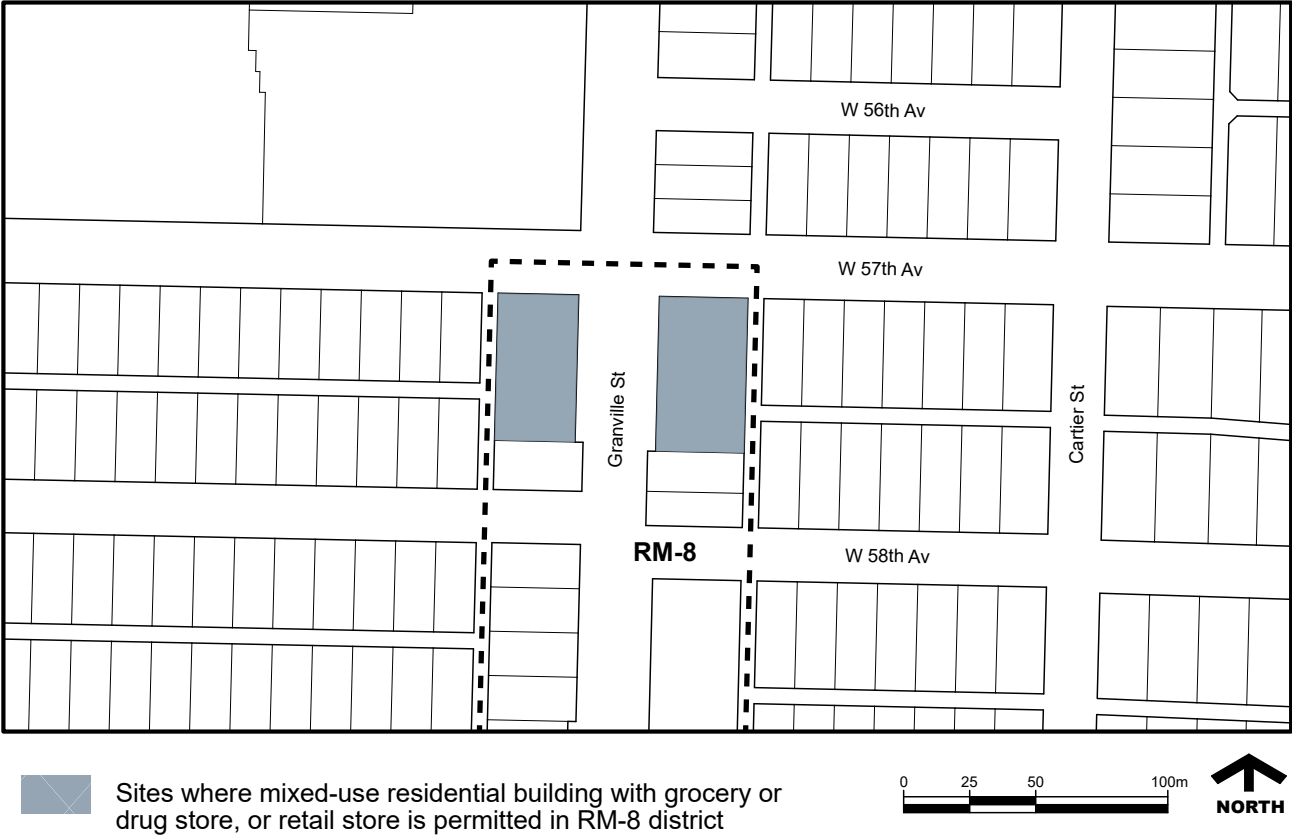 W 56th Av
W 57th Av
Granville St
Cartier St
RM-8
W 58th Av
Sites where mixed-use residential building with grocery or
drug store, or retail store is permitted in RM-8 district
0 25 50 100m
NORTH